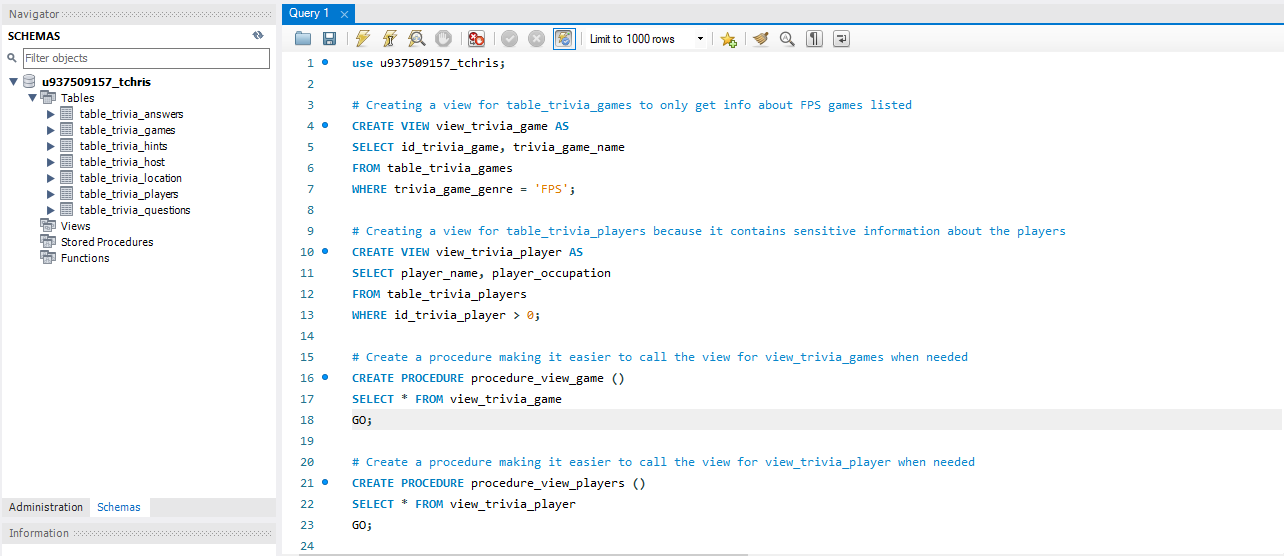 Navigator
SCHEMAS
Filter objects
u937509157_tchris
Tables
table_trivia_answers
table_trivia_games
table_trivia_hints
table_trivia_host
table_trivia_location
table_trivia_players
table_trivia_questions
Views
Stored Procedures
Functions
Administration Schemas
Information
Query 1
Limit to 1000 rows
1 use u937509157_tchris;
2
3 # Creating a view for table_trivia_games to only get info about FPS games listed
4 CREATE VIEW view_trivia_game AS
5 SELECT id_trivia_game, trivia_game_name
6 FROM table_trivia_games
7 WHERE trivia_game_genre = 'FPS';
8
9 # Creating a view for table_trivia_players because it contains sensitive information about the players
10 CREATE VIEW view_trivia_player AS
11 SELECT player_name, player_occupation
12 FROM table_trivia_players
13 WHERE id_trivia_player > 0;
14
15 # Create a procedure making it easier to call the view for view_trivia_games when needed
16 CREATE PROCEDURE procedure_view_game ()
17 SELECT * FROM view_trivia_game
18 GO;
19
20 # Create a procedure making it easier to call the view for view_trivia_player when needed
21 CREATE PROCEDURE procedure_view_players ()
22 SELECT * FROM view_trivia_player
23 GO;
24